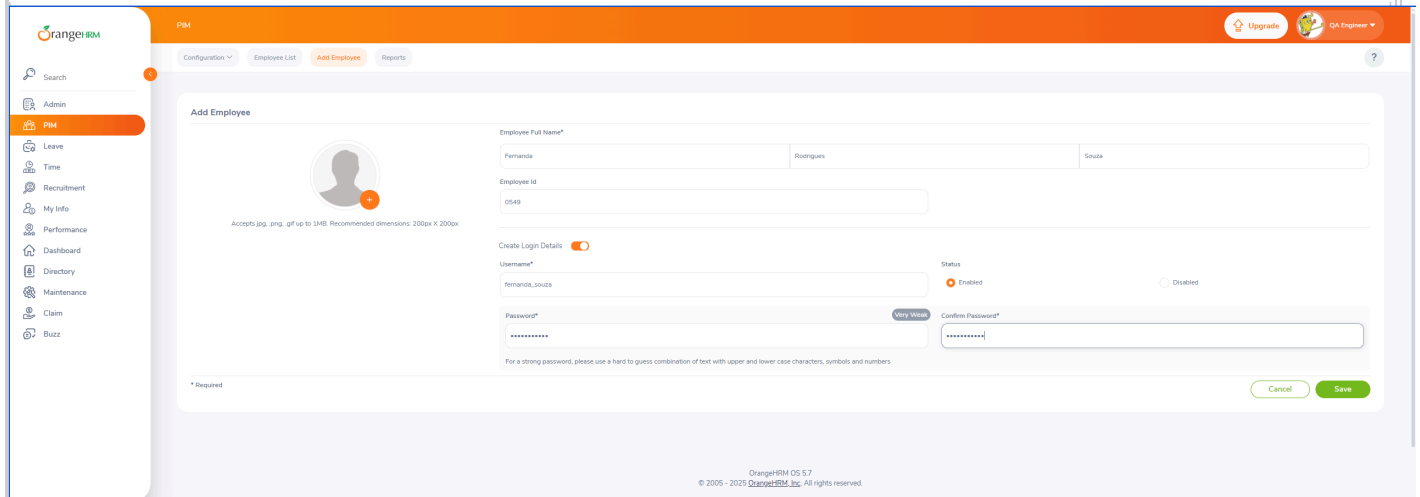 OrangeHRM
PIM
Upgrade
QA Engineer
Configuration
Employee List
Add Employee
Reports
?
Search
Admin
PIM
Leave
Time
Recruitment
My Info
Performance
Dashboard
Directory
Maintenance
Claim
Buzz
Add Employee
Accepts jpg, .png, .gif up to 1MB. Recommended dimensions: 200px X 200px
Employee Full Name*
Fernanda Rodrigues Souza
Employee Id
0549
Create Login Details
Username* Status
fernanda_souza Enabled Disabled
Password* Very Weak Confirm Password*
For a strong password, please use a hard to guess combination of text with upper and lower case characters, symbols and numbers
* Required
Cancel Save
OrangeHRM OS 5.7
© 2005 - 2025 OrangeHRM, Inc. All rights reserved.